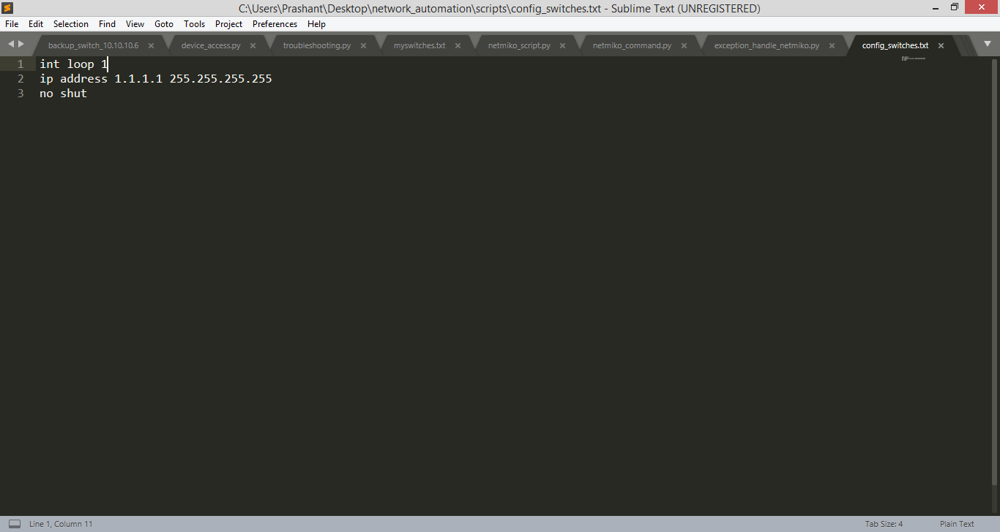 C:\Users\Prashant\Desktop\network_automation\scripts\config_switches.txt - Sublime Text (UNREGISTERED)
File Edit Selection Find View Goto Tools Project Preferences Help
backup_switch_10.10.10.6 device_access.py troubleshooting.py myswitches.txt netmiko_script.py netmiko_command.py exception_handle_netmiko.py config_switches.txt
1 int loop 1
2 ip address 1.1.1.1 255.255.255.255
3 no shut
Line 1, Column 11 Tab Size: 4 Plain Text